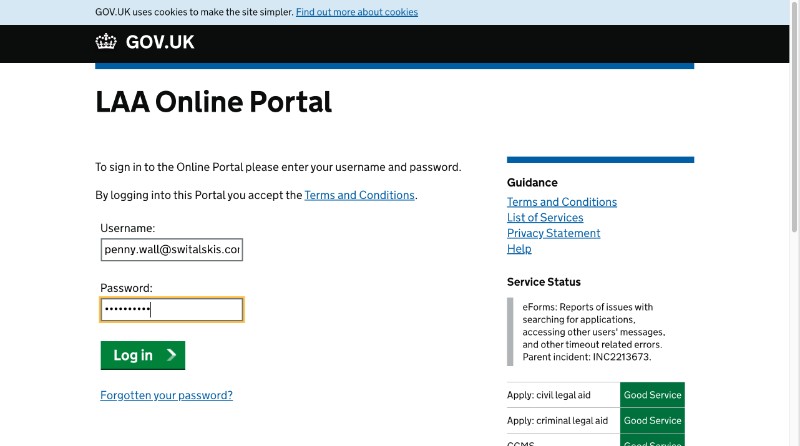 GOV.UK uses cookies to make the site simpler. Find out more about cookies
GOV.UK
LAA Online Portal
To sign in to the Online Portal please enter your username and password.
By logging into this Portal you accept the Terms and Conditions.
Username:
penny.wall@switalskis.cor
Password:
••••••••••
Log in
Forgotten your password?
Guidance
Terms and Conditions
List of Services
Privacy Statement
Help
Service Status
eForms: Reports of issues with
searching for applications,
accessing other users' messages,
and other timeout related errors.
Parent incident: INC2213673.
Apply: civil legal aid Good Service
Apply: criminal legal aid Good Service
CCMS Good Service